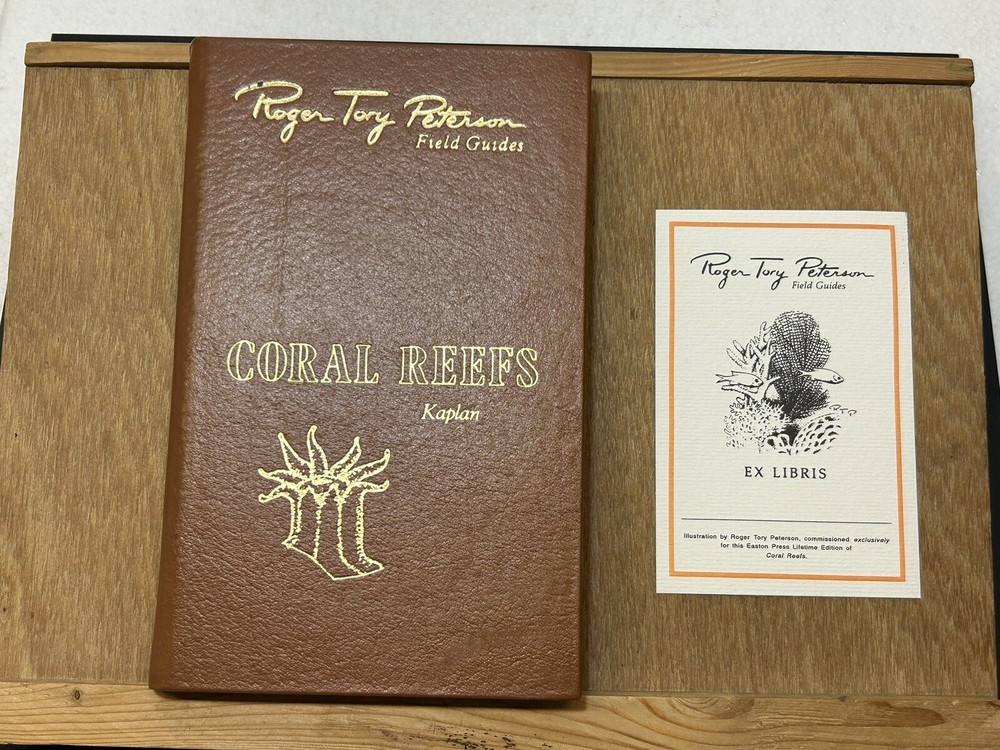 Roger Tory Peterson
Field Guides
CORAL REEFS
Kaplan
Roger Tory Peterson
Field Guides
RTP
EX LIBRIS
Illustration by Roger Tory Peterson, commissioned exclusively
for this Easton Press Lifetime Edition of
Coral Reefs.